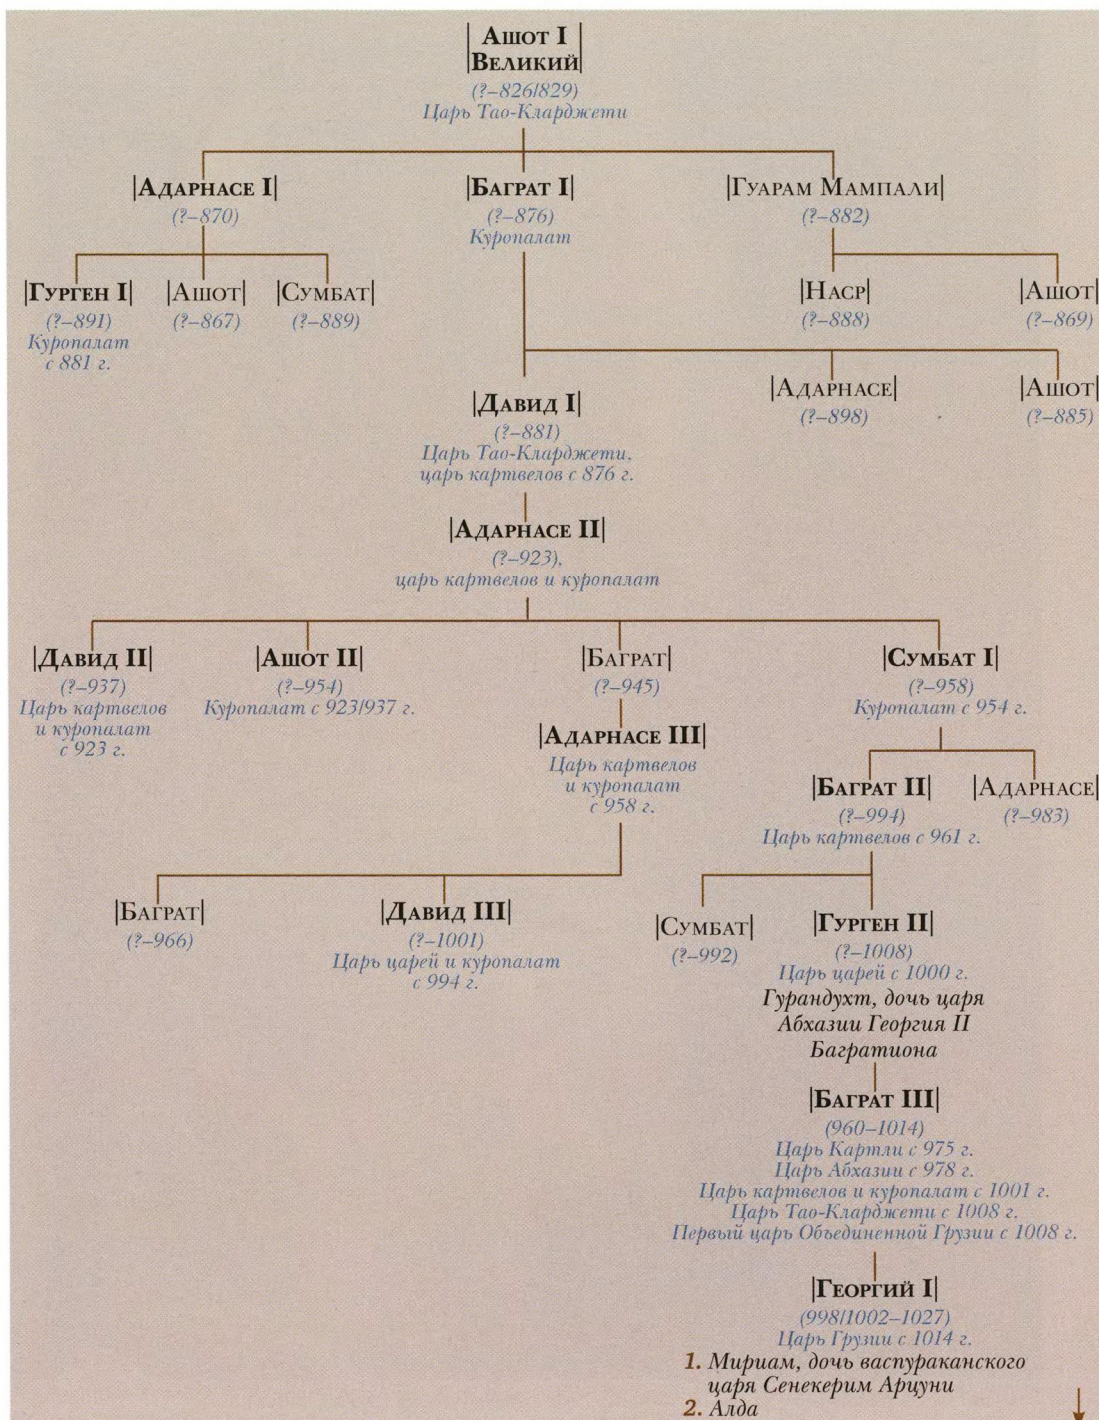 Ашот I
Великий
(?–826/829)
Царь Тао-Кларджети
Адарнасе I
(?–870)
Баграт I
(?–876)
Куропалат
Гуарам Мампали
(?–882)
Гурген I
(?–891)
Куропалат
с 881 г.
Ашот
(?–867)
Сумбат
(?–889)
Наср
(?–888)
Ашот
(?–869)
Давид I
(?–881)
Царь Тао-Кларджети,
царь картвелов с 876 г.
Адарнасе
(?–898)
Ашот
(?–885)
Адарнасе II
(?–923),
царь картвелов и куропалат
Давид II
(?–937)
Царь картвелов
и куропалат
с 923 г.
Ашот II
(?–954)
Куропалат с 923/937 г.
Баграт
(?–945)
Сумбат I
(?–958)
Куропалат с 954 г.
Адарнасе III
Царь картвелов
и куропалат
с 958 г.
Баграт II
(?–994)
Царь картвелов с 961 г.
Адарнасе
(?–983)
Баграт
(?–966)
Давид III
(?–1001)
Царь царей и куропалат
с 994 г.
Сумбат
(?–992)
Гурген II
(?–1008)
Царь царей с 1000 г.
Гурандухт, дочь царя
Абхазии Георгия II
Багратиона
Баграт III
(960–1014)
Царь Картли с 975 г.
Царь Абхазии с 978 г.
Царь картвелов и куропалат с 1001 г.
Царь Тао-Кларджети с 1008 г.
Первый царь Объединенной Грузии с 1008 г.
Георгий I
(998/1002–1027)
Царь Грузии с 1014 г.
1. Мириам, дочь васпураканского
царя Сенекерим Арцуни
2. Алда